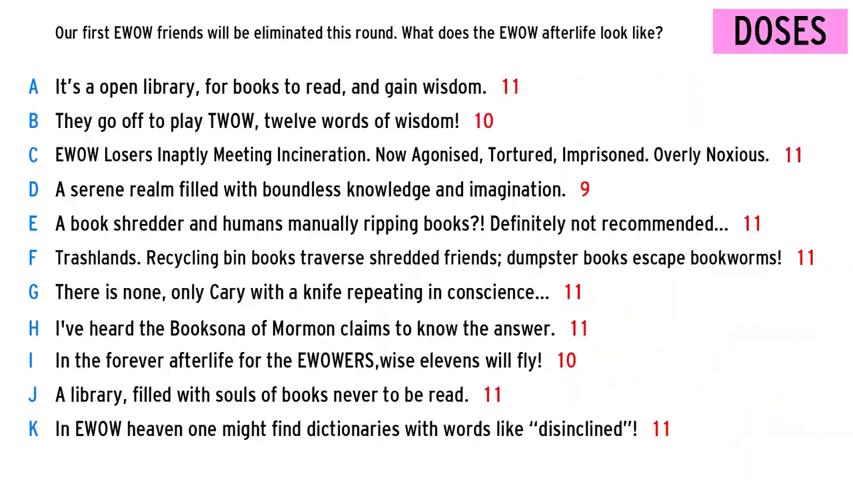 Our first EWOW friends will be eliminated this round. What does the EWOW afterlife look like?
DOSES
A It's a open library, for books to read, and gain wisdom. 11
B They go off to play TWOW, twelve words of wisdom! 10
C EWOW Losers Inaptly Meeting Incineration. Now Agonised, Tortured, Imprisoned. Overly Noxious. 11
D A serene realm filled with boundless knowledge and imagination. 9
E A book shredder and humans manually ripping books?! Definitely not recommended... 11
F Trashlands. Recycling bin books traverse shredded friends; dumpster books escape bookworms! 11
G There is none, only Cary with a knife repeating in conscience... 11
H I've heard the Booksona of Mormon claims to know the answer. 11
I In the forever afterlife for the EWOWERS,wise elevens will fly! 10
J A library, filled with souls of books never to be read. 11
K In EWOW heaven one might find dictionaries with words like “disinclined”! 11